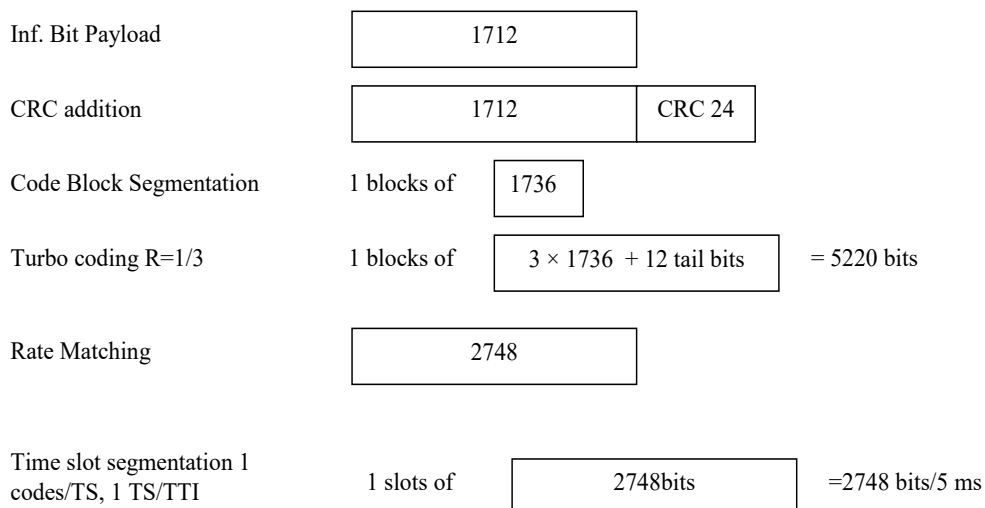 Inf. Bit Payload 1712
CRC addition 1712 CRC 24
Code Block Segmentation 1 blocks of 1736
Turbo coding R=1/3 1 blocks of 3 × 1736 + 12 tail bits = 5220 bits
Rate Matching 2748
Time slot segmentation 1
codes/TS, 1 TS/TTI 1 slots of 2748bits =2748 bits/5 ms